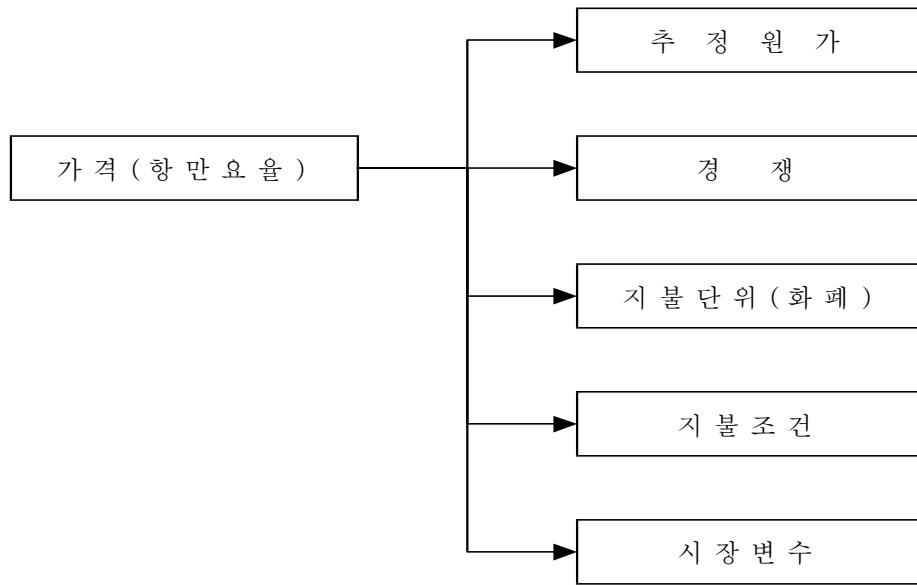 추 정 원 가
가 격 ( 항 만 요 율 )
경 쟁
지 불 단 위 ( 화 폐 )
지 불 조 건
시 장 변 수